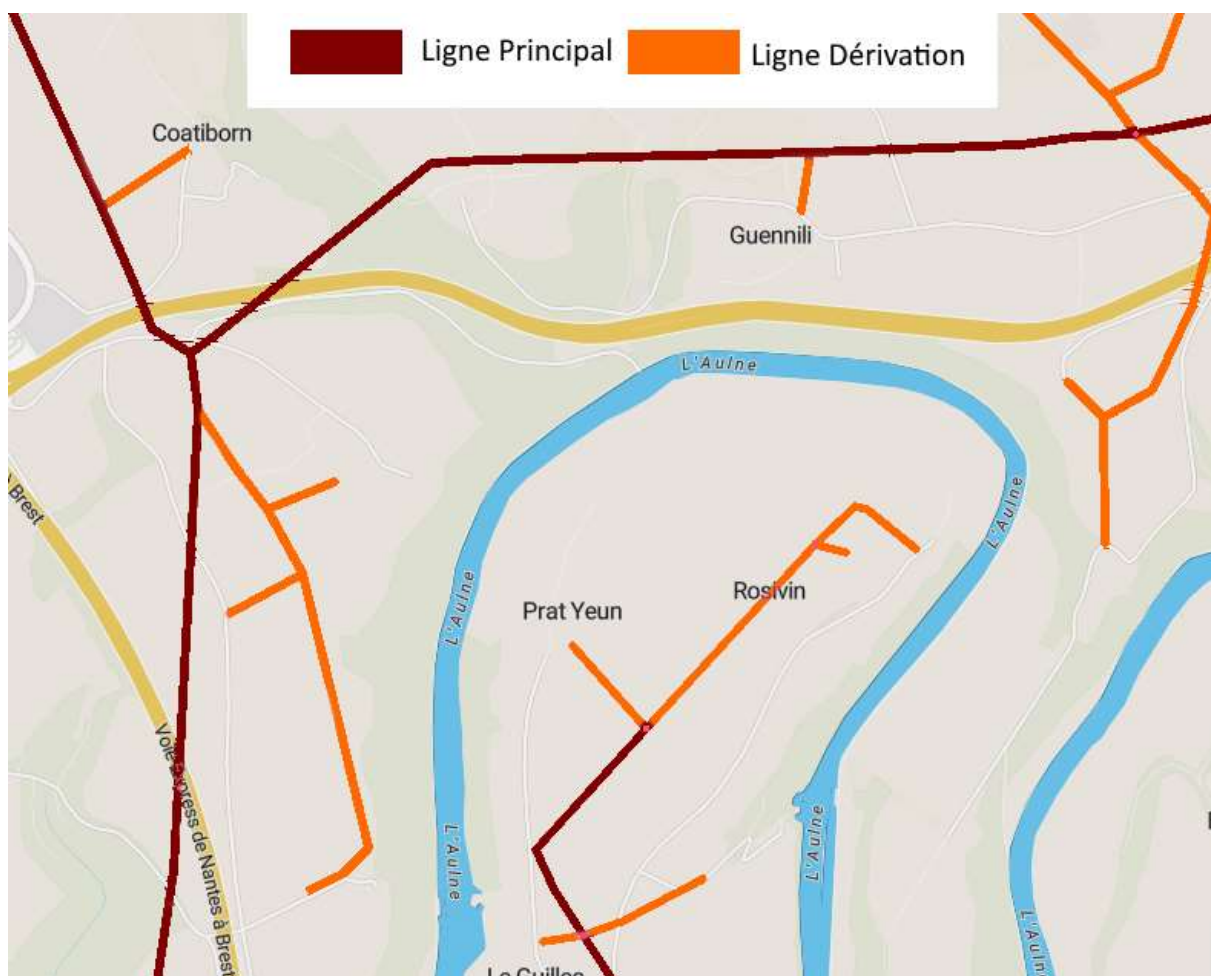 Ligne Principal
Ligne Dérivation
Coatiborn
Guennili
L'Aulne
à Brest
L'Aulne
L'Aulne
Rosivin
Prat Yeun
Voie Express de Nantes à Brest
L'Aulne
L'Aulne
L'Auln